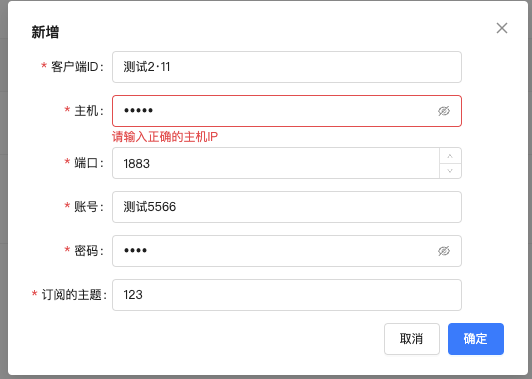 新增
* 客户端ID: 测试2·11
* 主机: •••••
请输入正确的主机IP
* 端口: 1883
* 账号: 测试5566
* 密码: ••••
* 订阅的主题: 123
取消 确定